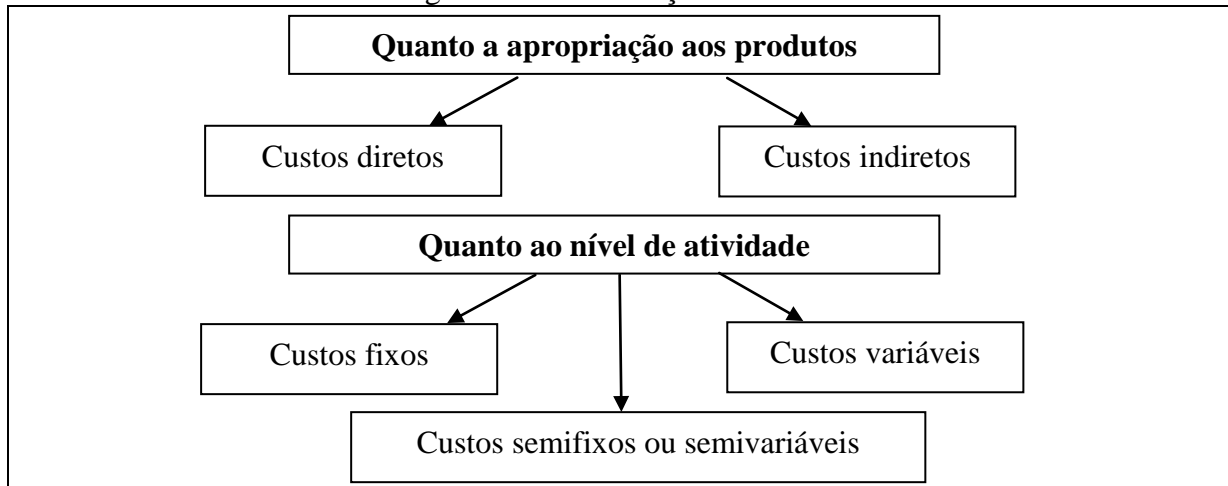 Quanto a apropriação aos produtos
Custos diretos
Custos indiretos
Quanto ao nível de atividade
Custos fixos
Custos variáveis
Custos semifixos ou semivariáveis